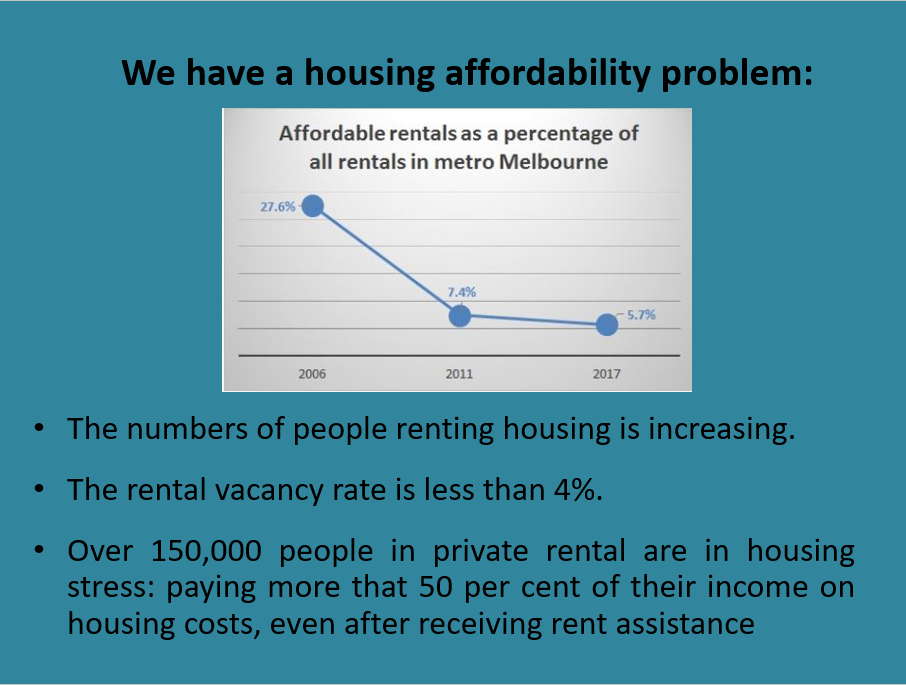 We have a housing affordability problem:
Affordable rentals as a percentage of
all rentals in metro Melbourne
27.6%
7.4%
5.7%
2006 2011 2017
• The numbers of people renting housing is increasing.
• The rental vacancy rate is less than 4%.
• Over 150,000 people in private rental are in housing
stress: paying more that 50 per cent of their income on
housing costs, even after receiving rent assistance